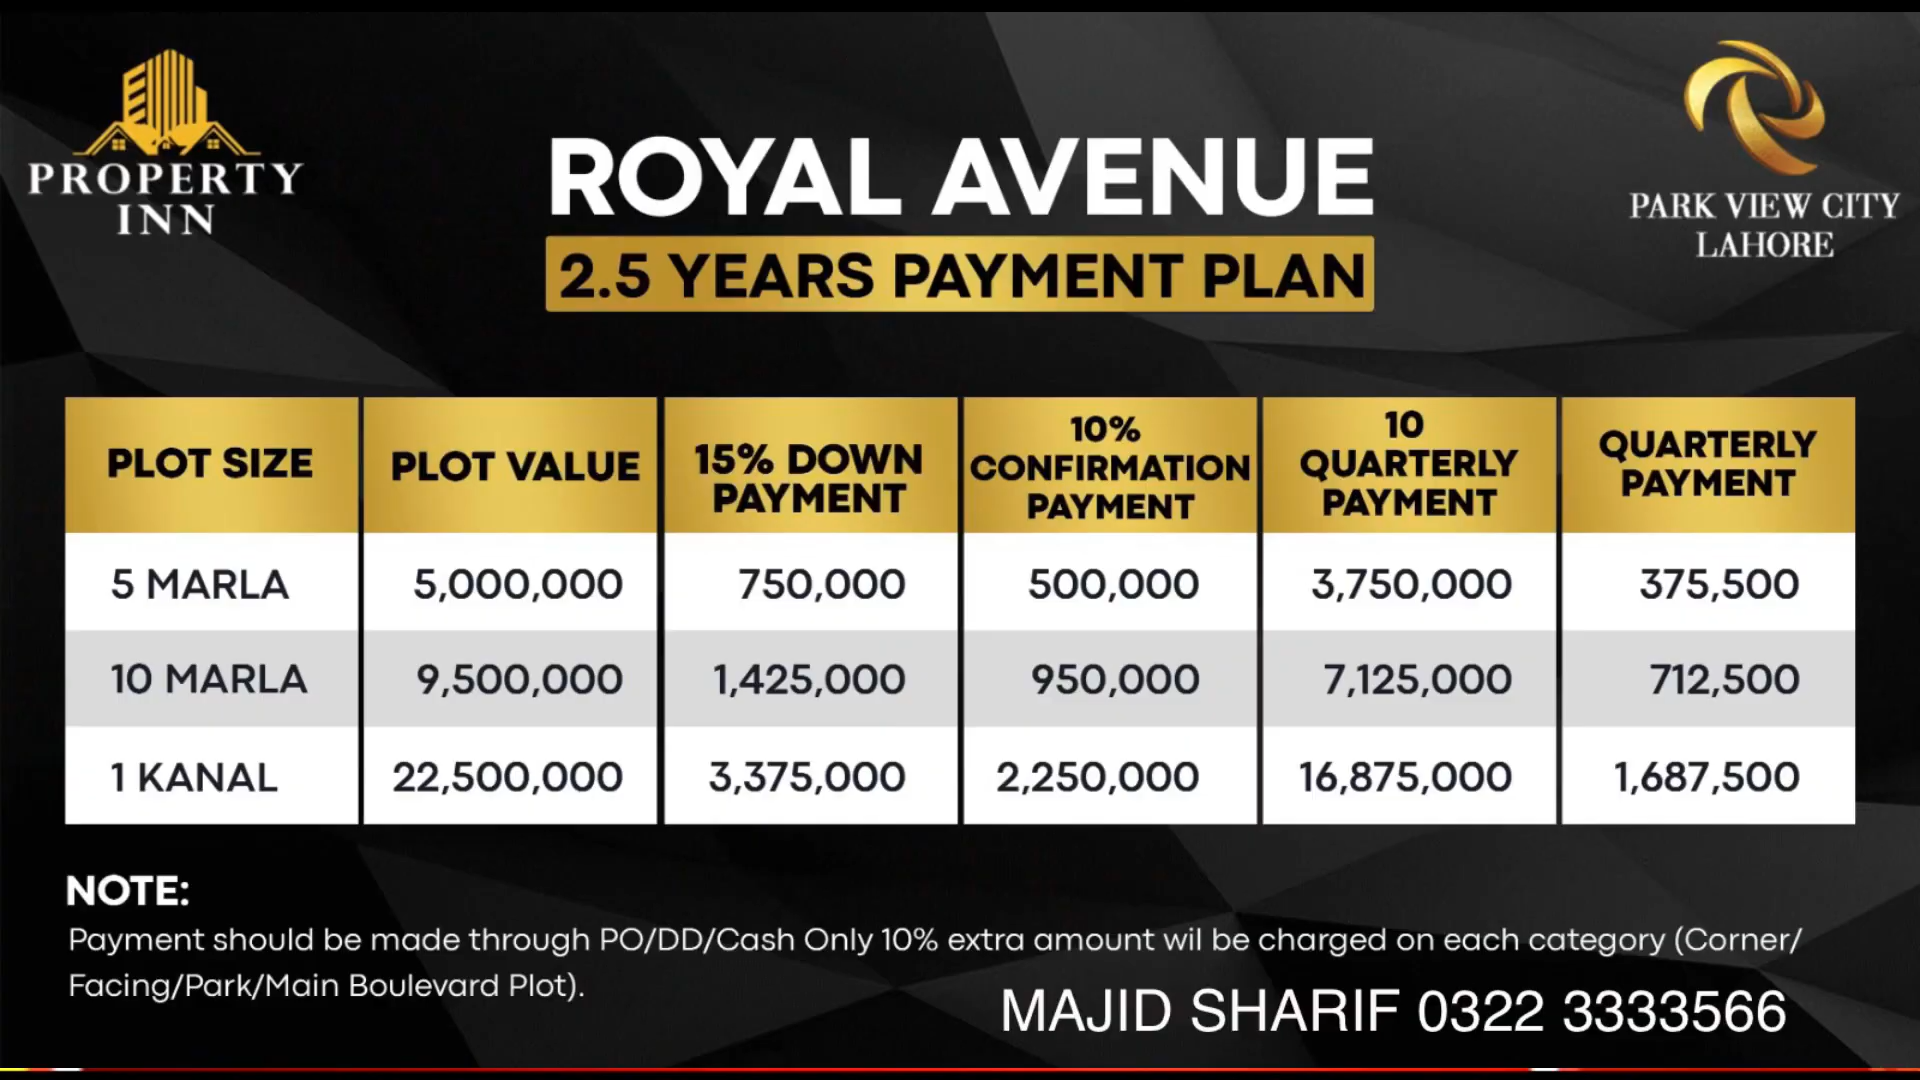 PROPERTY
INN
ROYAL AVENUE
2.5 YEARS PAYMENT PLAN
PARK VIEW CITY
LAHORE
PLOT SIZE
PLOT VALUE
15% DOWN
PAYMENT
10%
CONFIRMATION
PAYMENT
10
QUARTERLY
PAYMENT
QUARTERLY
PAYMENT
5 MARLA 5,000,000 750,000 500,000 3,750,000 375,500
10 MARLA 9,500,000 1,425,000 950,000 7,125,000 712,500
1 KANAL 22,500,000 3,375,000 2,250,000 16,875,000 1,687,500
NOTE:
Payment should be made through PO/DD/Cash Only 10% extra amount wil be charged on each category (Corner/
Facing/Park/Main Boulevard Plot).
MAJID SHARIF 0322 3333566